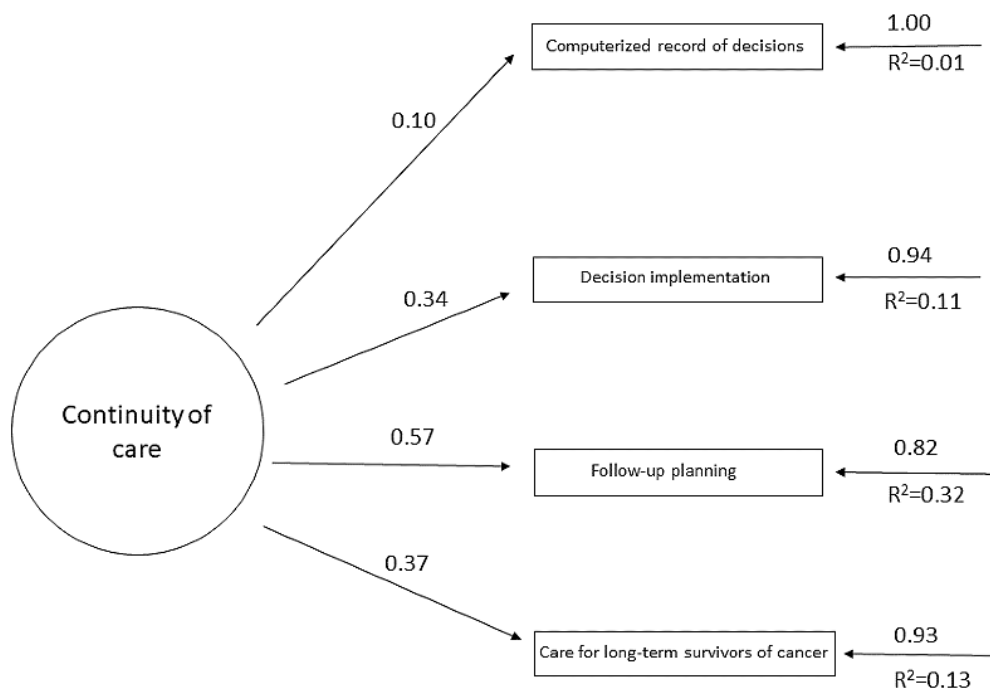 1.00
Computerized record of decisions
R²=0.01
0.10
0.94
Decision implementation
0.34
R²=0.11
Continuity of
care
0.57
0.82
Follow-up planning
R²=0.32
0.37
0.93
Care for long-term survivors of cancer
R²=0.13